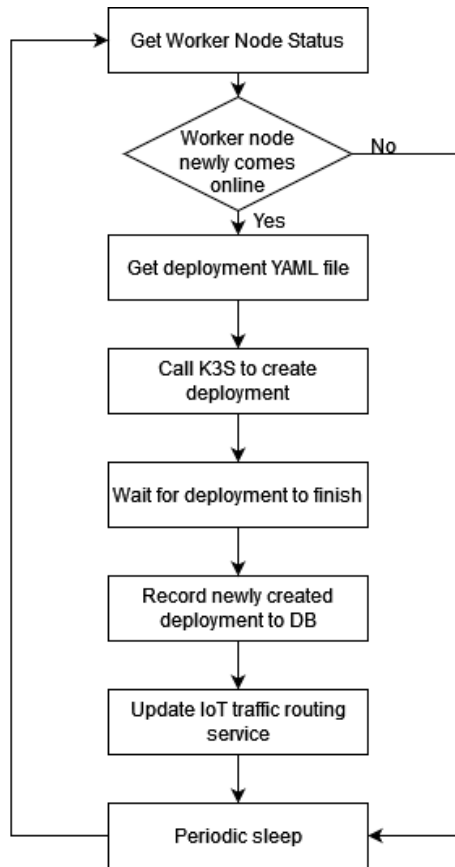 Get Worker Node Status
Worker node
newly comes
online
No
Yes
Get deployment YAML file
Call K3S to create
deployment
Wait for deployment to finish
Record newly created
deployment to DB
Update IoT traffic routing
service
Periodic sleep